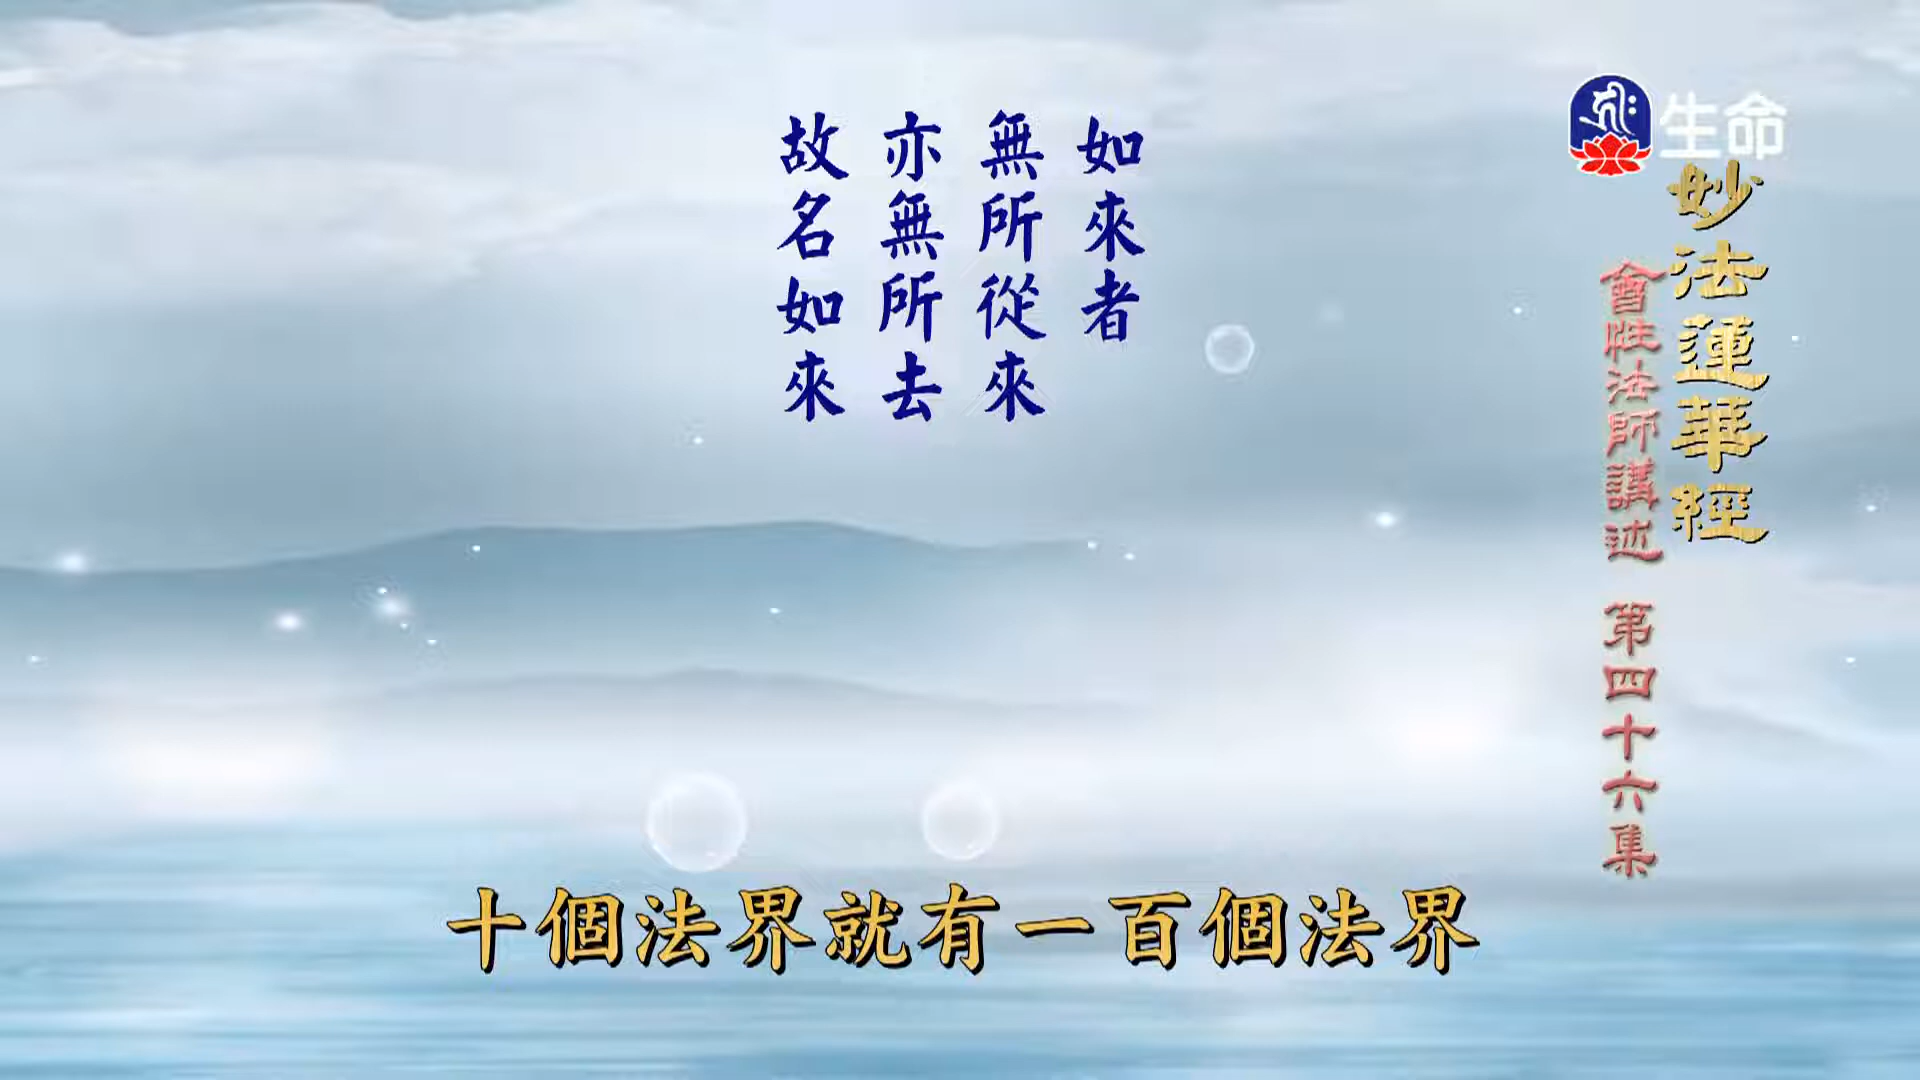 生命
妙法蓮華經
會性法師講述 第四十六集
如來者
無所從來
亦無所去
故名如來
十個法界就有一百個法界